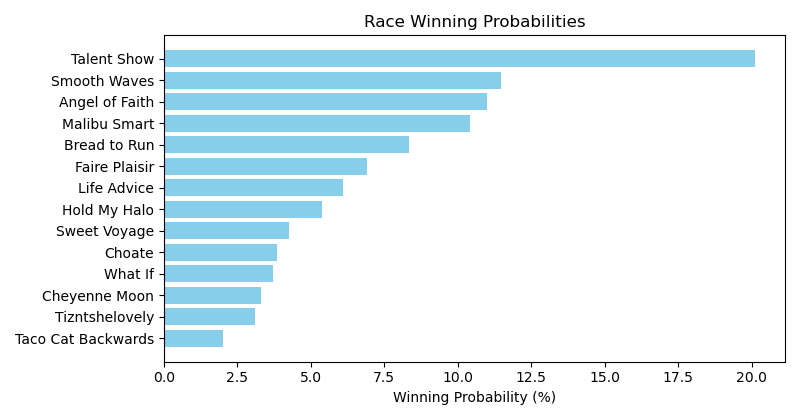 Race Winning Probabilities
Talent Show
Smooth Waves
Angel of Faith
Malibu Smart
Bread to Run
Faire Plaisir
Life Advice
Hold My Halo
Sweet Voyage
Choate
What If
Cheyenne Moon
Tizntshelovely
Taco Cat Backwards
0.0 2.5 5.0 7.5 10.0 12.5 15.0 17.5 20.0
Winning Probability (%)